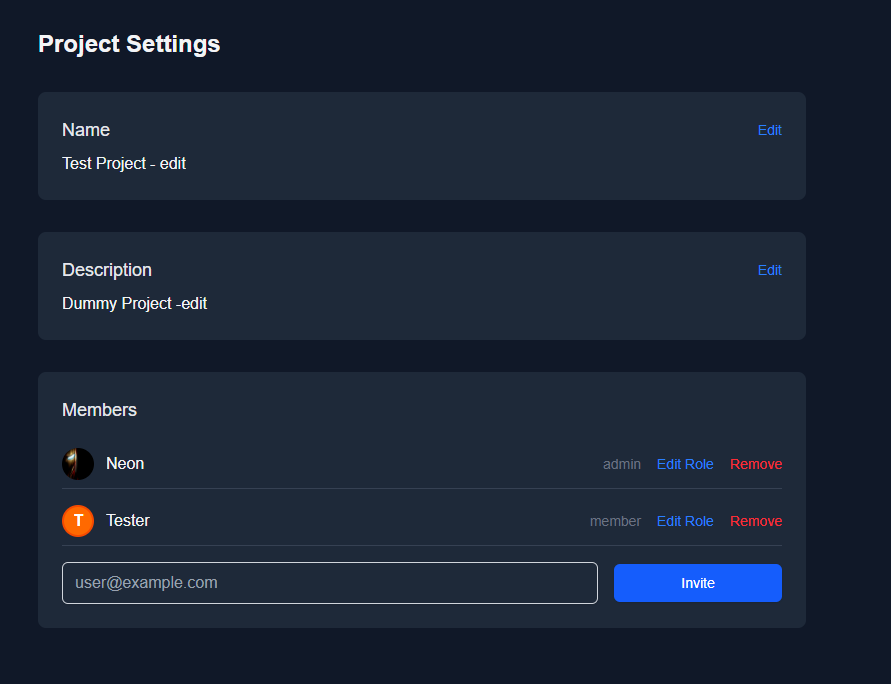 Project Settings
Name
Edit
Test Project - edit
Description
Edit
Dummy Project -edit
Members
Neon
admin Edit Role Remove
T
Tester
member Edit Role Remove
user@example.com
Invite